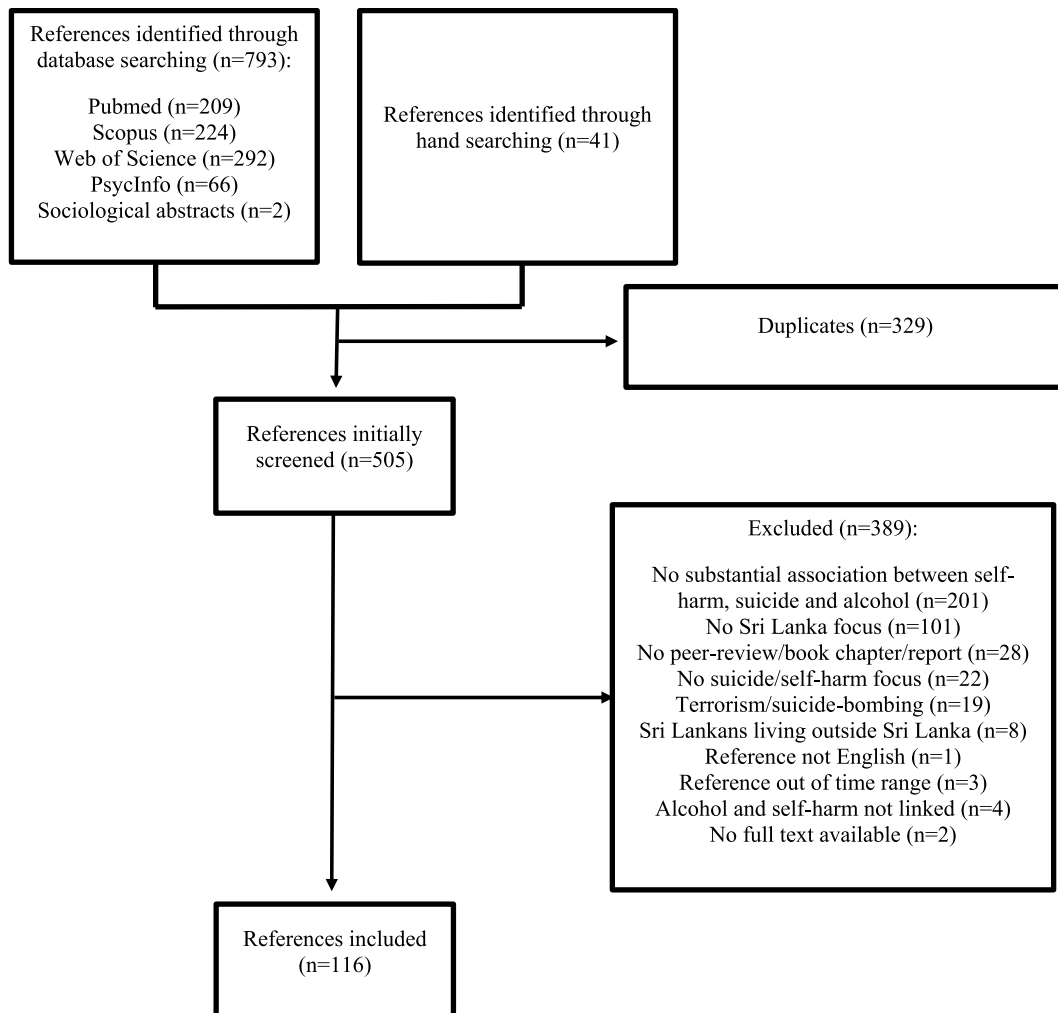 References identified through
database searching (n=793):
Pubmed (n=209)
Scopus (n=224)
Web of Science (n=292)
PsycInfo (n=66)
Sociological abstracts (n=2)
References identified through
hand searching (n=41)
Duplicates (n=329)
References initially
screened (n=505)
Excluded (n=389):
No substantial association between self-
harm, suicide and alcohol (n=201)
No Sri Lanka focus (n=101)
No peer-review/book chapter/report (n=28)
No suicide/self-harm focus (n=22)
Terrorism/suicide-bombing (n=19)
Sri Lankans living outside Sri Lanka (n=8)
Reference not English (n=1)
Reference out of time range (n=3)
Alcohol and self-harm not linked (n=4)
No full text available (n=2)
References included
(n=116)